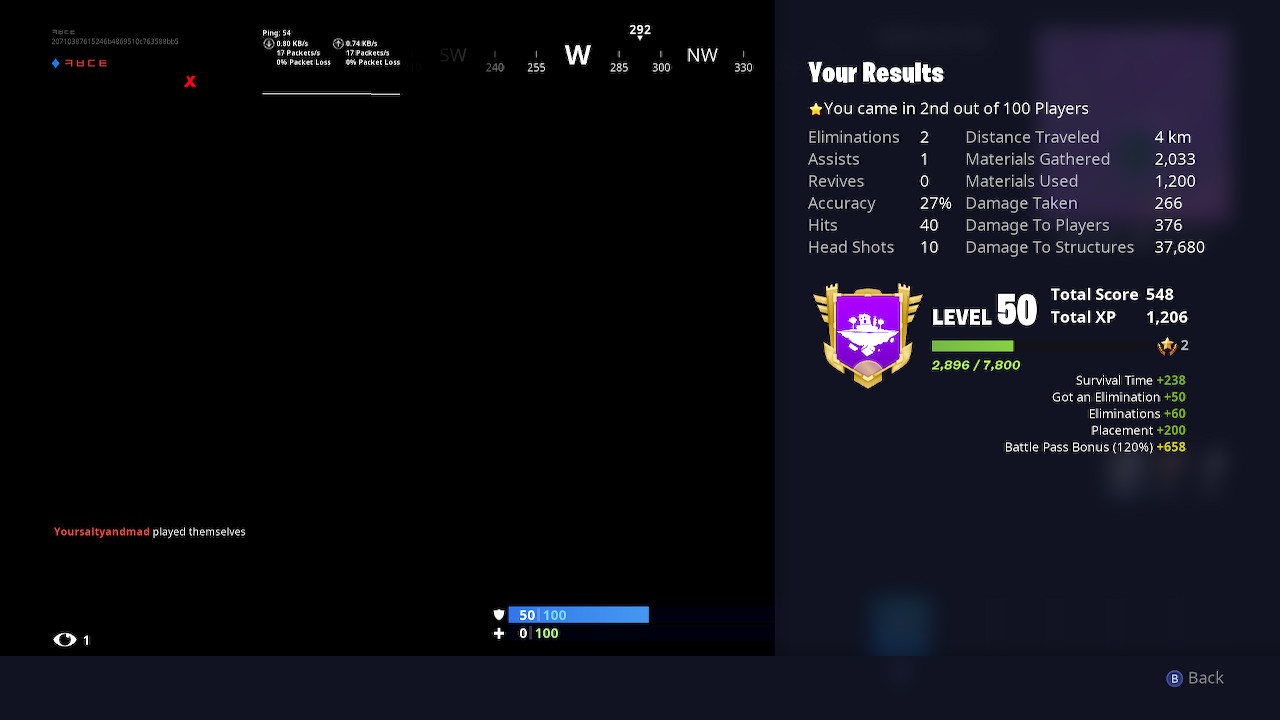 20710387615246b4869510c763588bb5
Ping: 54
0.80 KB/s 0.74 KB/s
17 Packets/s 17 Packets/s
0% Packet Loss 0% Packet Loss
292
SW W NW
240 255 285 300 330
X
Your Results
You came in 2nd out of 100 Players
Eliminations 2 Distance Traveled 4 km
Assists 1 Materials Gathered 2,033
Revives 0 Materials Used 1,200
Accuracy 27% Damage Taken 266
Hits 40 Damage To Players 376
Head Shots 10 Damage To Structures 37,680
LEVEL 50
Total Score 548
Total XP 1,206
2
2,896 / 7,800
Survival Time +238
Got an Elimination +50
Eliminations +60
Placement +200
Battle Pass Bonus (120%) +658
Yoursaltyandmad played themselves
50 | 100
0 | 100
1
B Back